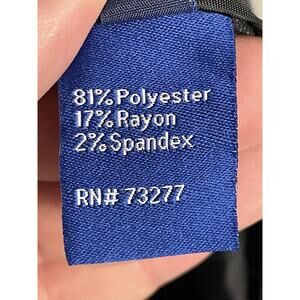 81%Polyester
17%Rayon
2%Spandex
RN# 73277